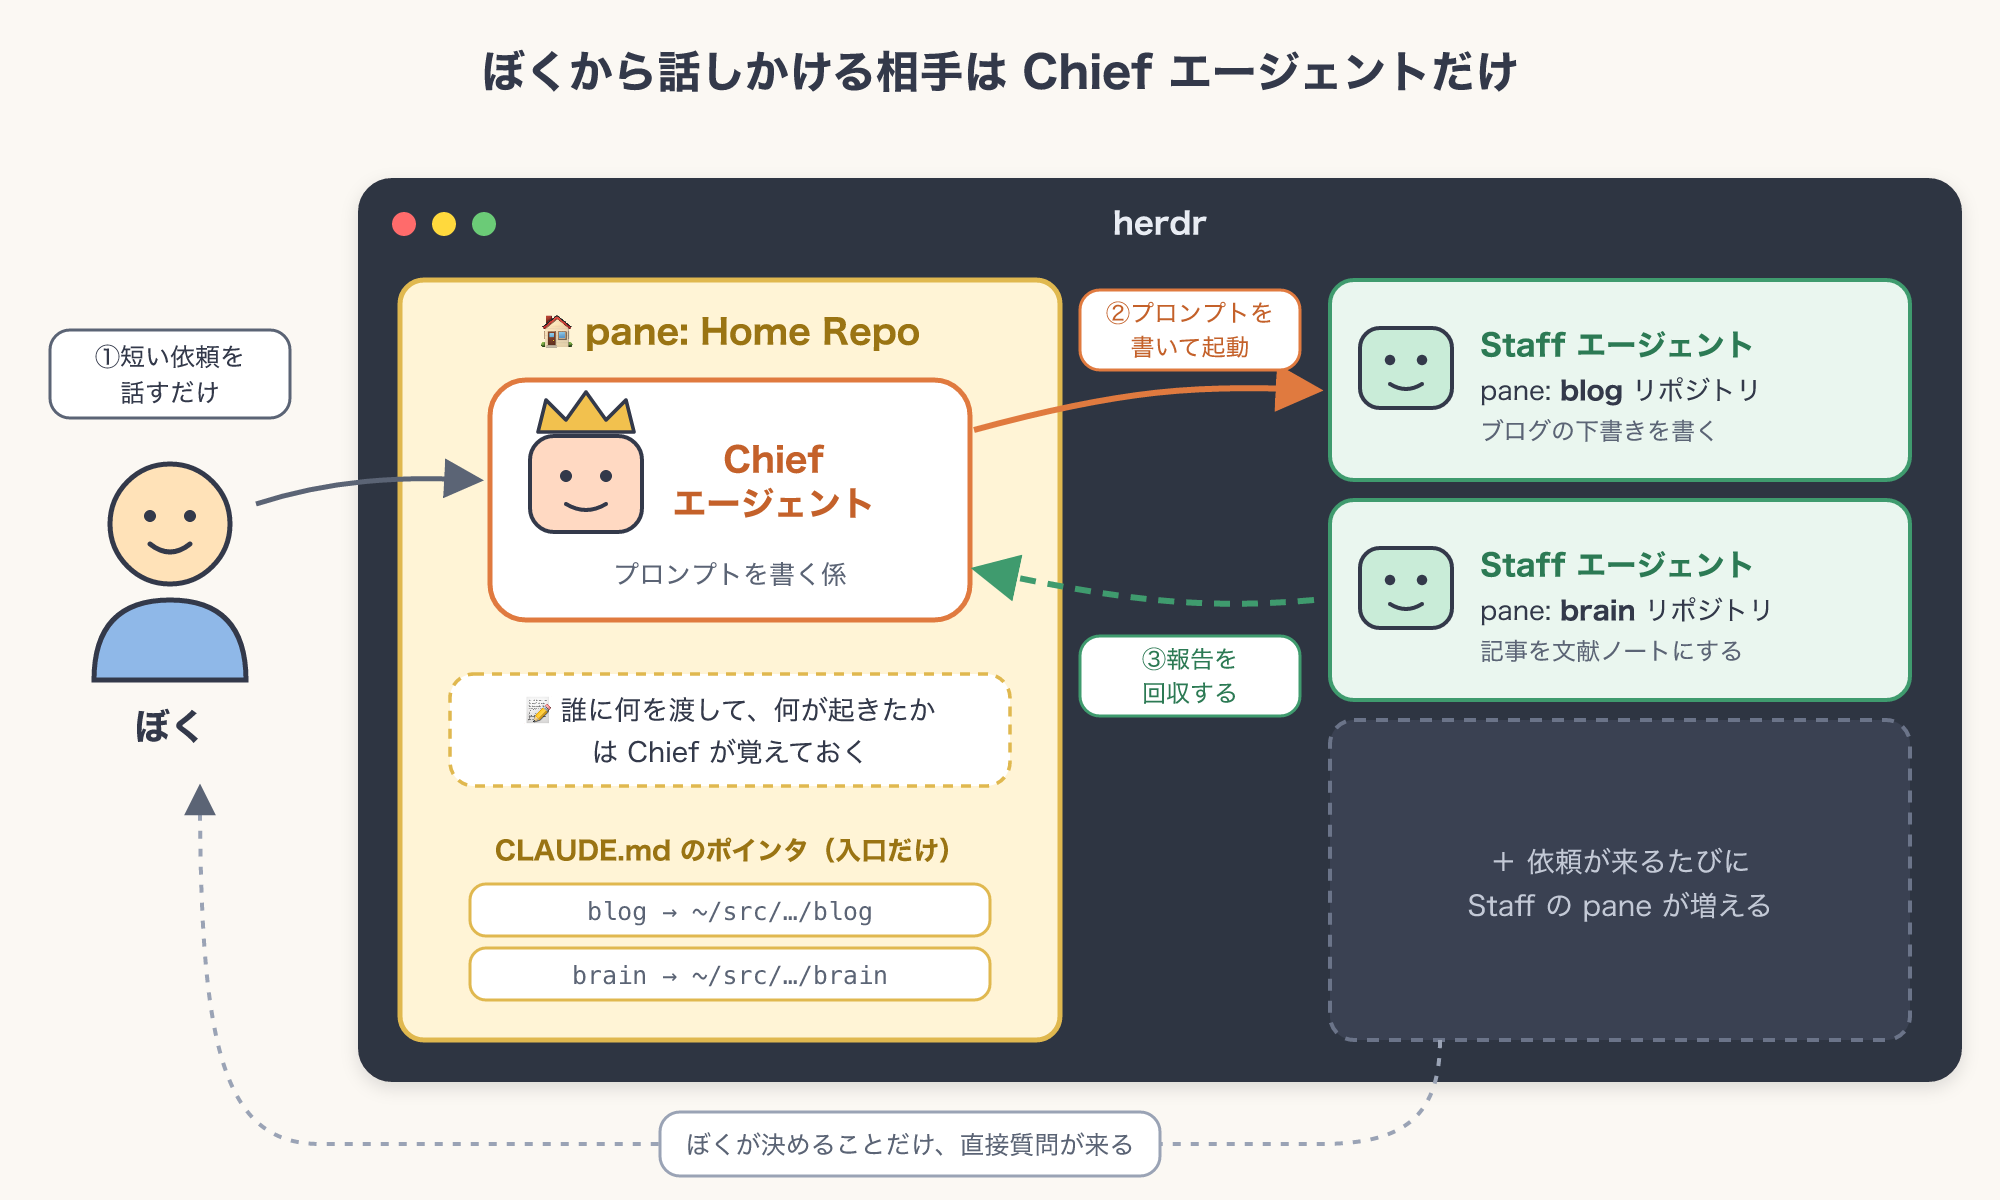 ぼくから話しかける相手は Chief エージェントだけ
herdr
①短い依頼を
話すだけ
ぼく
🏠 pane: Home Repo
Chief
エージェント
プロンプトを書く係
📝 誰に何を渡して、何が起きたか
は Chief が覚えておく
CLAUDE.md のポインタ（入口だけ）
blog → ~/src/…/blog
brain → ~/src/…/brain
②プロンプトを
書いて起動
③報告を
回収する
Staff エージェント
pane: blog リポジトリ
ブログの下書きを書く
Staff エージェント
pane: brain リポジトリ
記事を文献ノートにする
＋ 依頼が来るたびに
Staff の pane が増える
ぼくが決めることだけ、直接質問が来る